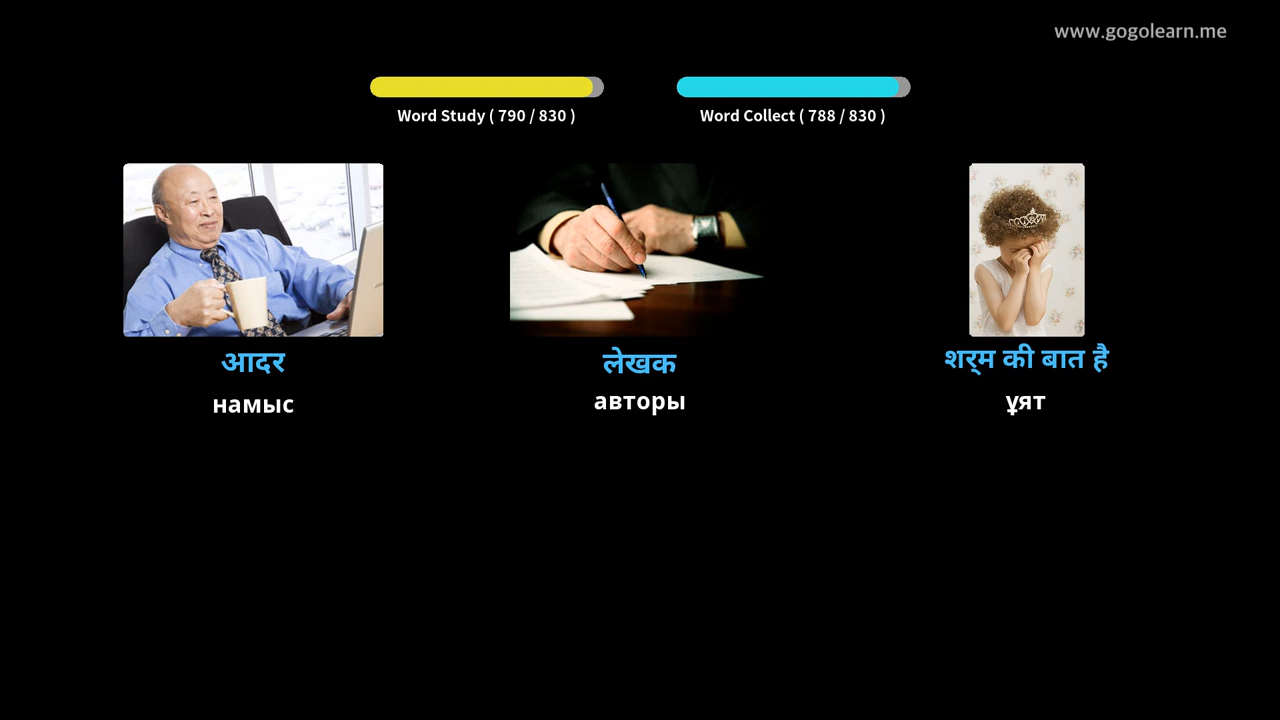 www.gogolearn.me
Word Study ( 790 / 830 )
Word Collect ( 788 / 830 )
आदर
намыс
लेखक
авторы
शर्म की बात है
ұят